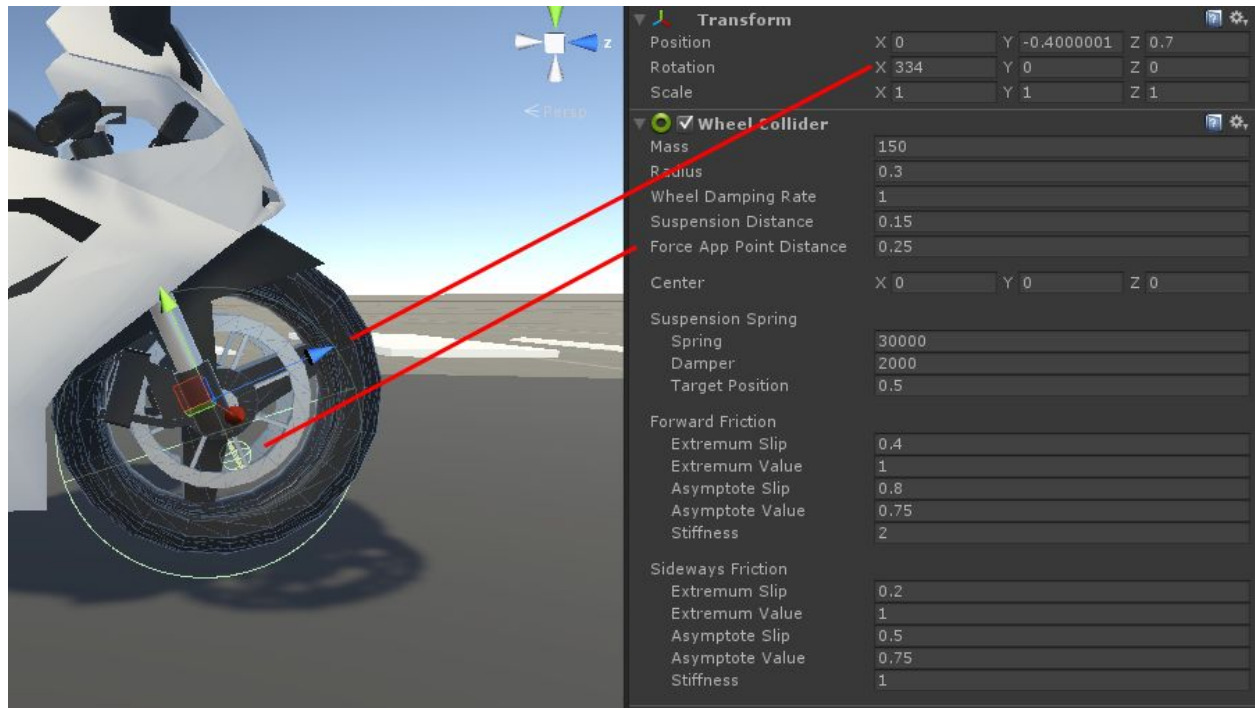 z
Persp
Transform
Position X 0 Y -0.4000001 Z 0.7
Rotation X 334 Y 0 Z 0
Scale X 1 Y 1 Z 1
Wheel Collider
Mass 150
Radius 0.3
Wheel Damping Rate 1
Suspension Distance 0.15
Force App Point Distance 0.25
Center X 0 Y 0 Z 0
Suspension Spring
Spring 30000
Damper 2000
Target Position 0.5
Forward Friction
Extremum Slip 0.4
Extremum Value 1
Asymptote Slip 0.8
Asymptote Value 0.75
Stiffness 2
Sideways Friction
Extremum Slip 0.2
Extremum Value 1
Asymptote Slip 0.5
Asymptote Value 0.75
Stiffness 1